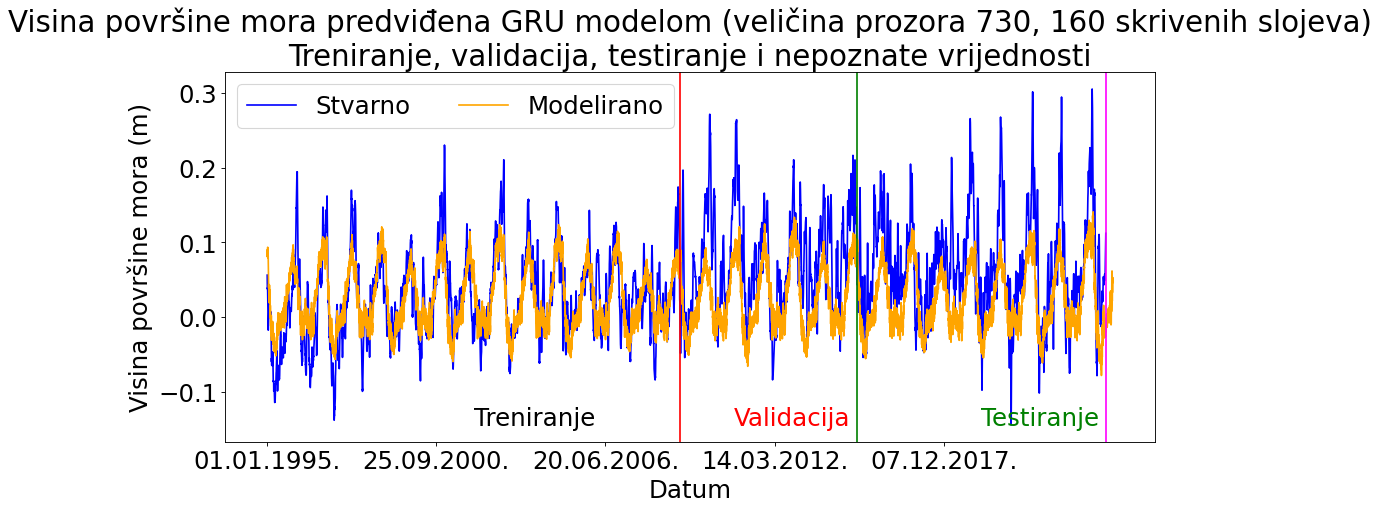 Visina površine mora predviđena GRU modelom (veličina prozora 730, 160 skrivenih slojeva)
Treniranje, validacija, testiranje i nepoznate vrijednosti
Stvarno
Modelirano
Visina površine mora (m)
0.3
0.2
0.1
0.0
−0.1
Treniranje
Validacija
Testiranje
01.01.1995.
25.09.2000.
20.06.2006.
14.03.2012.
07.12.2017.
Datum